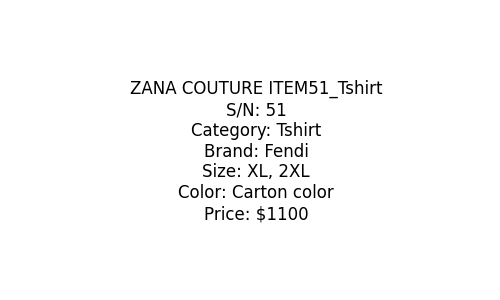 ZANA COUTURE ITEM51_Tshirt
S/N: 51
Category: Tshirt
Brand: Fendi
Size: XL, 2XL
Color: Carton color
Price: $1100